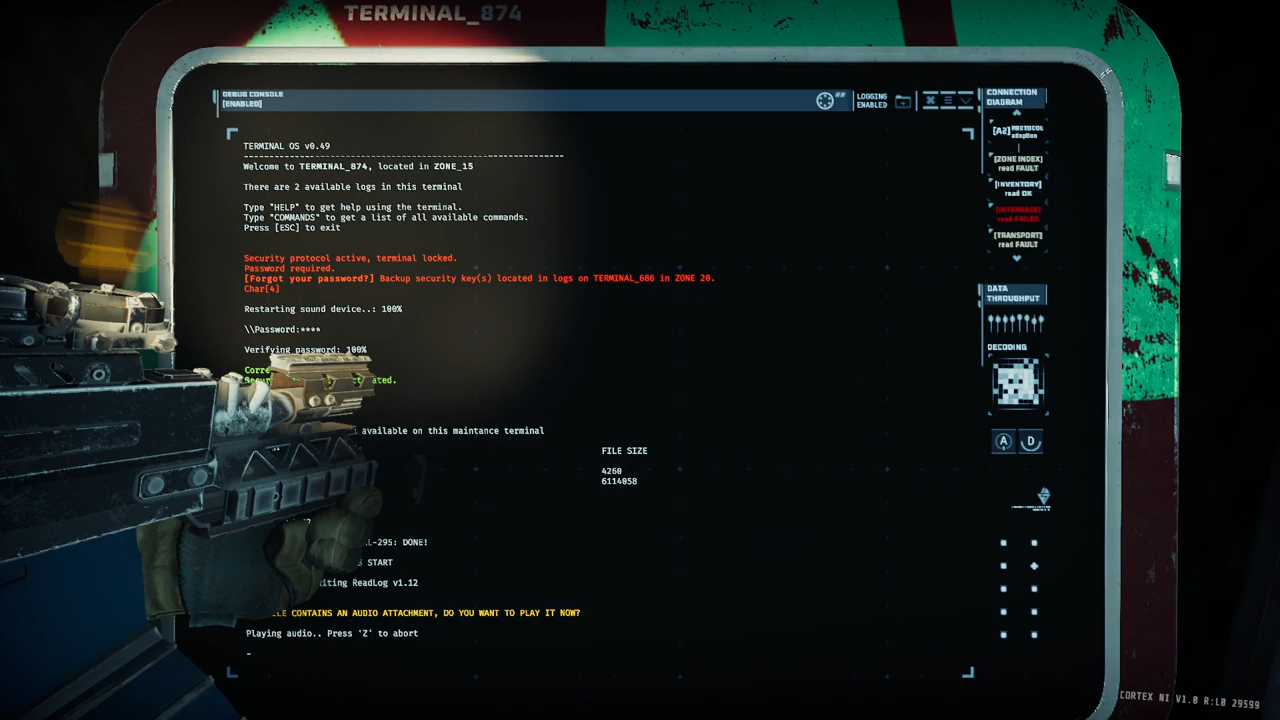 TERMINAL_874
DEBUG CONSOLE
[ENABLED]
LOGGING
ENABLED
TERMINAL OS v0.49
Welcome to TERMINAL_874, located in ZONE_15
There are 2 available logs in this terminal
Type "HELP" to get help using the terminal.
Type "COMMANDS" to get a list of all available commands.
Press [ESC] to exit
Security protocol active, terminal locked.
Password required.
[Forgot your password?] Backup security key(s) located in logs on TERMINAL_686 in ZONE 20.
Char[4]
Restarting sound device..: 100%
\\Password:****
Verifying password: 100%
available on this maintance terminal
FILE SIZE
4260
6114058
-295: DONE!
START
ReadLog v1.12
CONTAINS AN AUDIO ATTACHMENT, DO YOU WANT TO PLAY IT NOW?
Playing audio.. Press 'Z' to abort
_
CONNECTION
DIAGRAM
[A2] PROTOCOL
adaption
[ZONE INDEX]
read FAULT
[INVENTORY]
read OK
read FAILED
[TRANSPORT]
read FAULT
DATA
THROUGHPUT
DECODING
A D
CORTEX NI V1.0 R:L0 29599